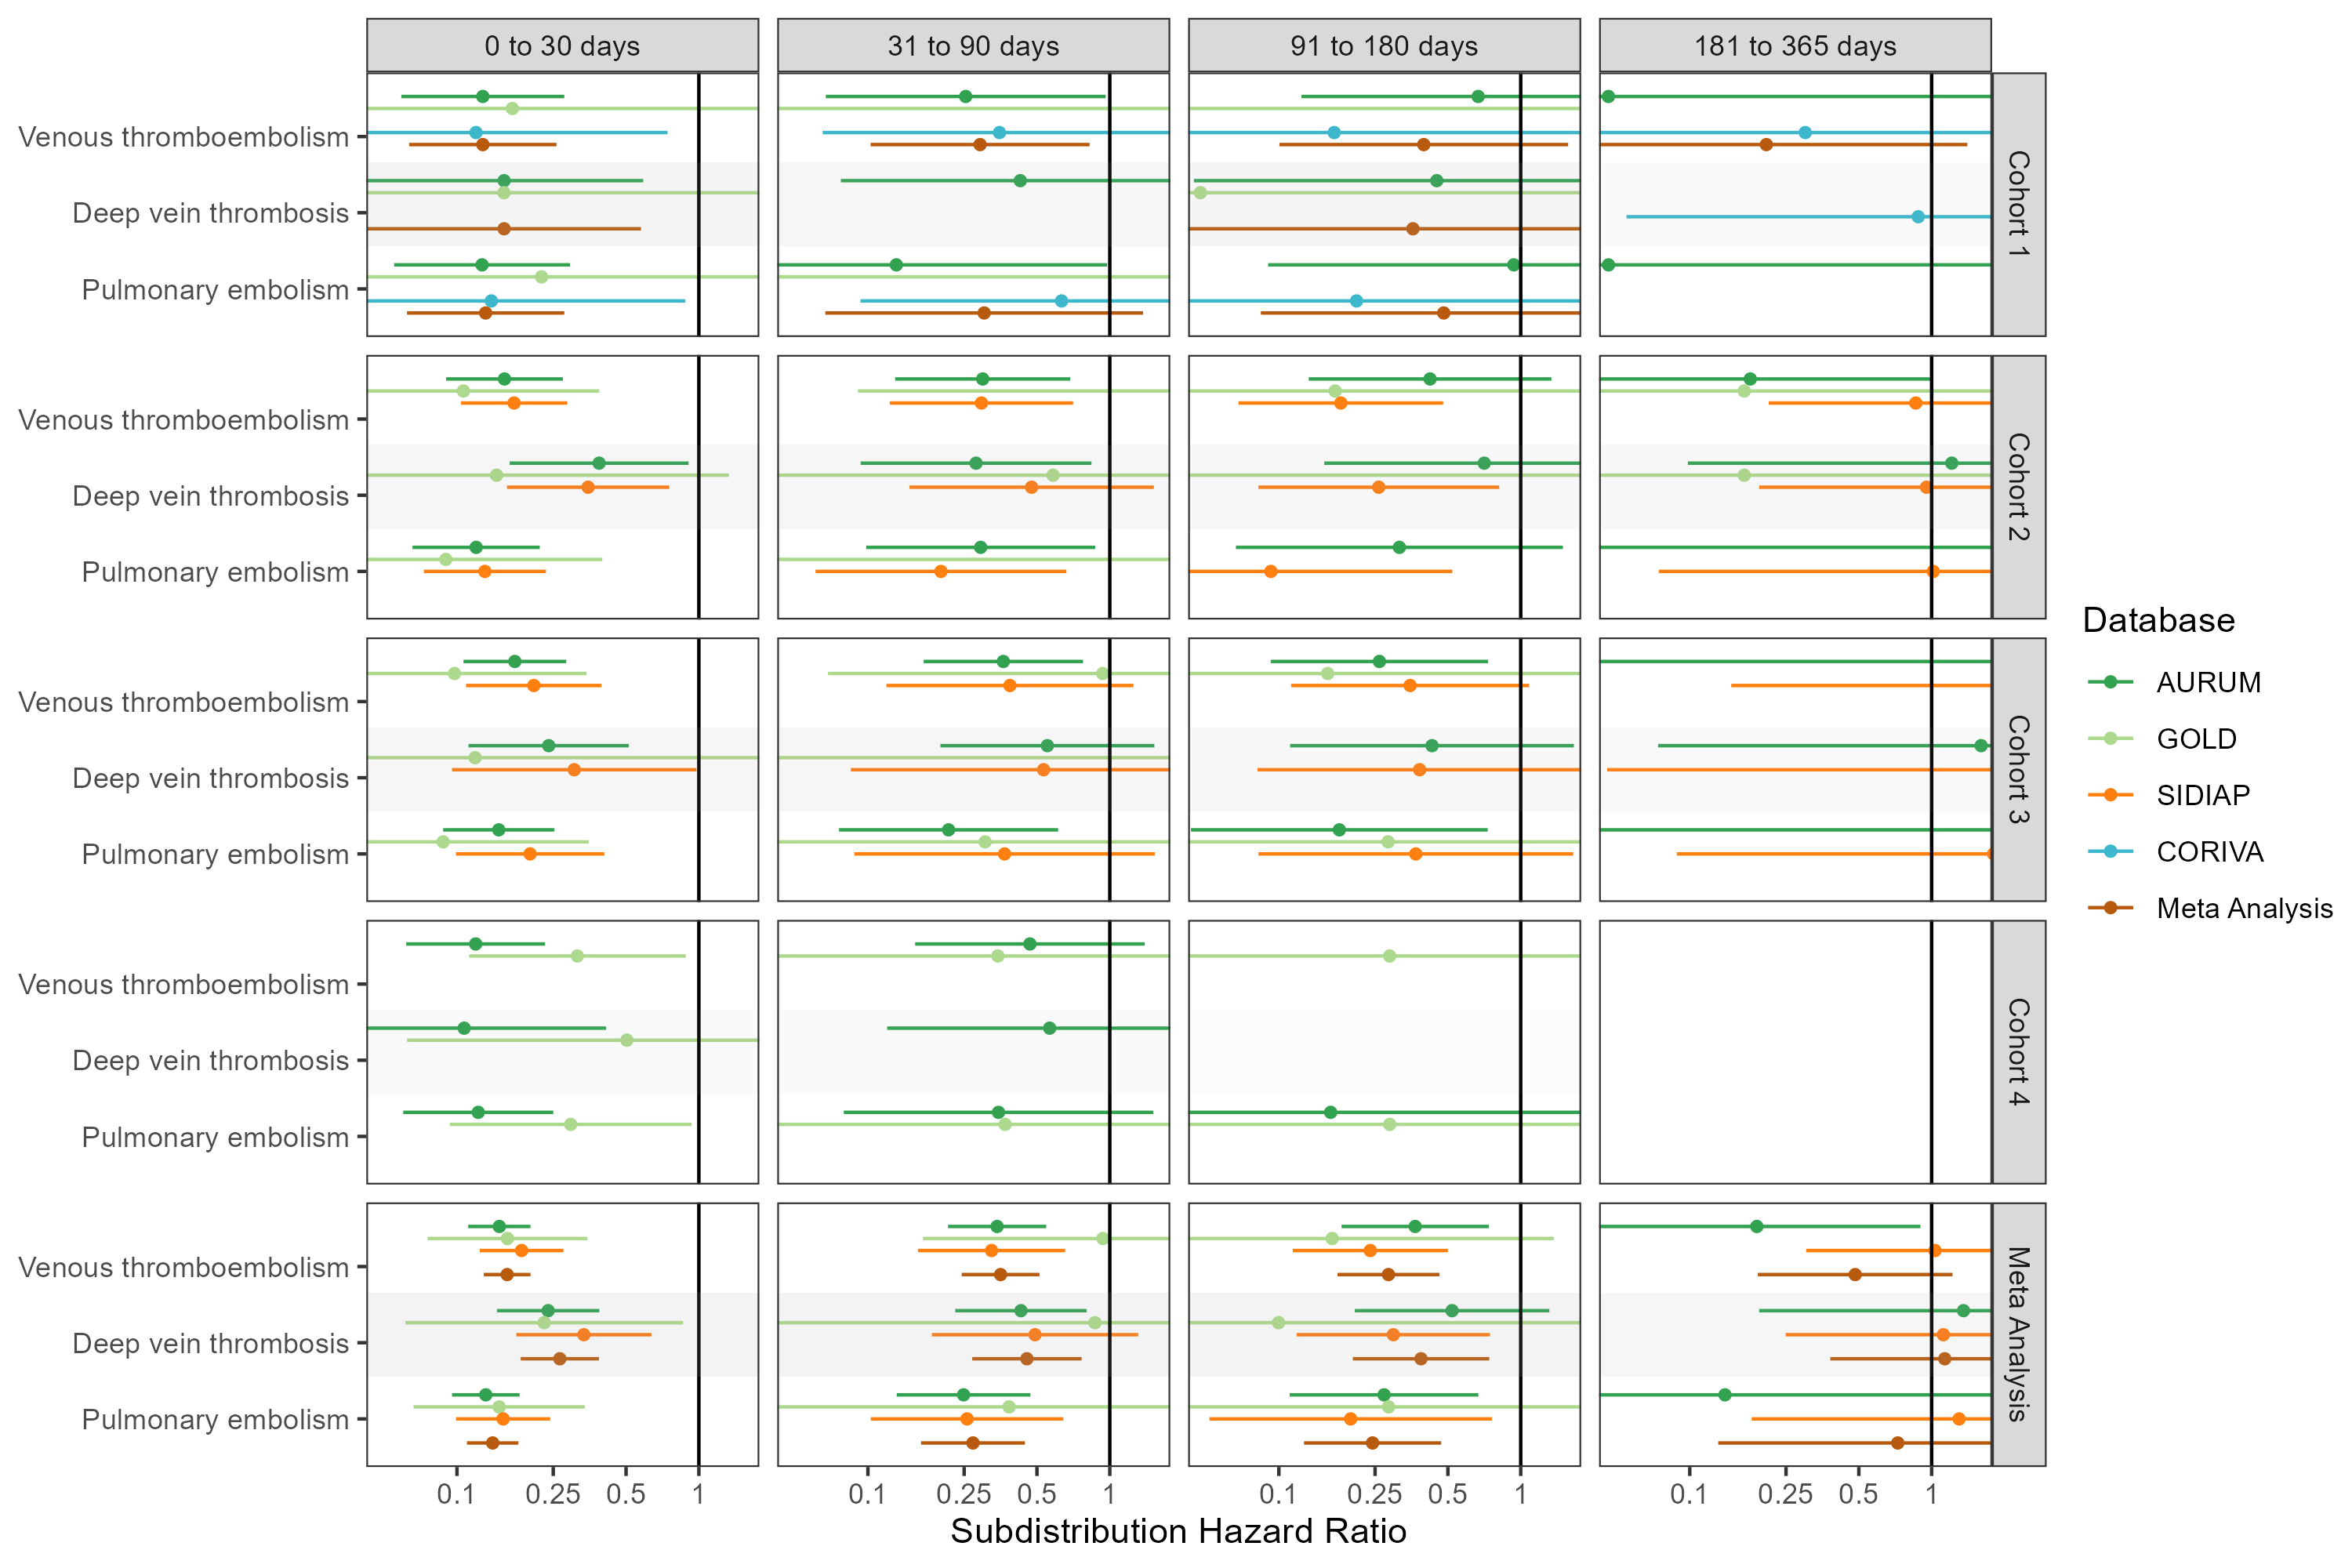 0 to 30 days
31 to 90 days
91 to 180 days
181 to 365 days
Venous thromboembolism
Deep vein thrombosis
Pulmonary embolism
Cohort 1
Venous thromboembolism
Deep vein thrombosis
Pulmonary embolism
Cohort 2
Venous thromboembolism
Deep vein thrombosis
Pulmonary embolism
Cohort 3
Venous thromboembolism
Deep vein thrombosis
Pulmonary embolism
Cohort 4
Venous thromboembolism
Deep vein thrombosis
Pulmonary embolism
Meta Analysis
0.1 0.25 0.5 1
0.1 0.25 0.5 1
0.1 0.25 0.5 1
0.1 0.25 0.5 1
Subdistribution Hazard Ratio
Database
AURUM
GOLD
SIDIAP
CORIVA
Meta Analysis